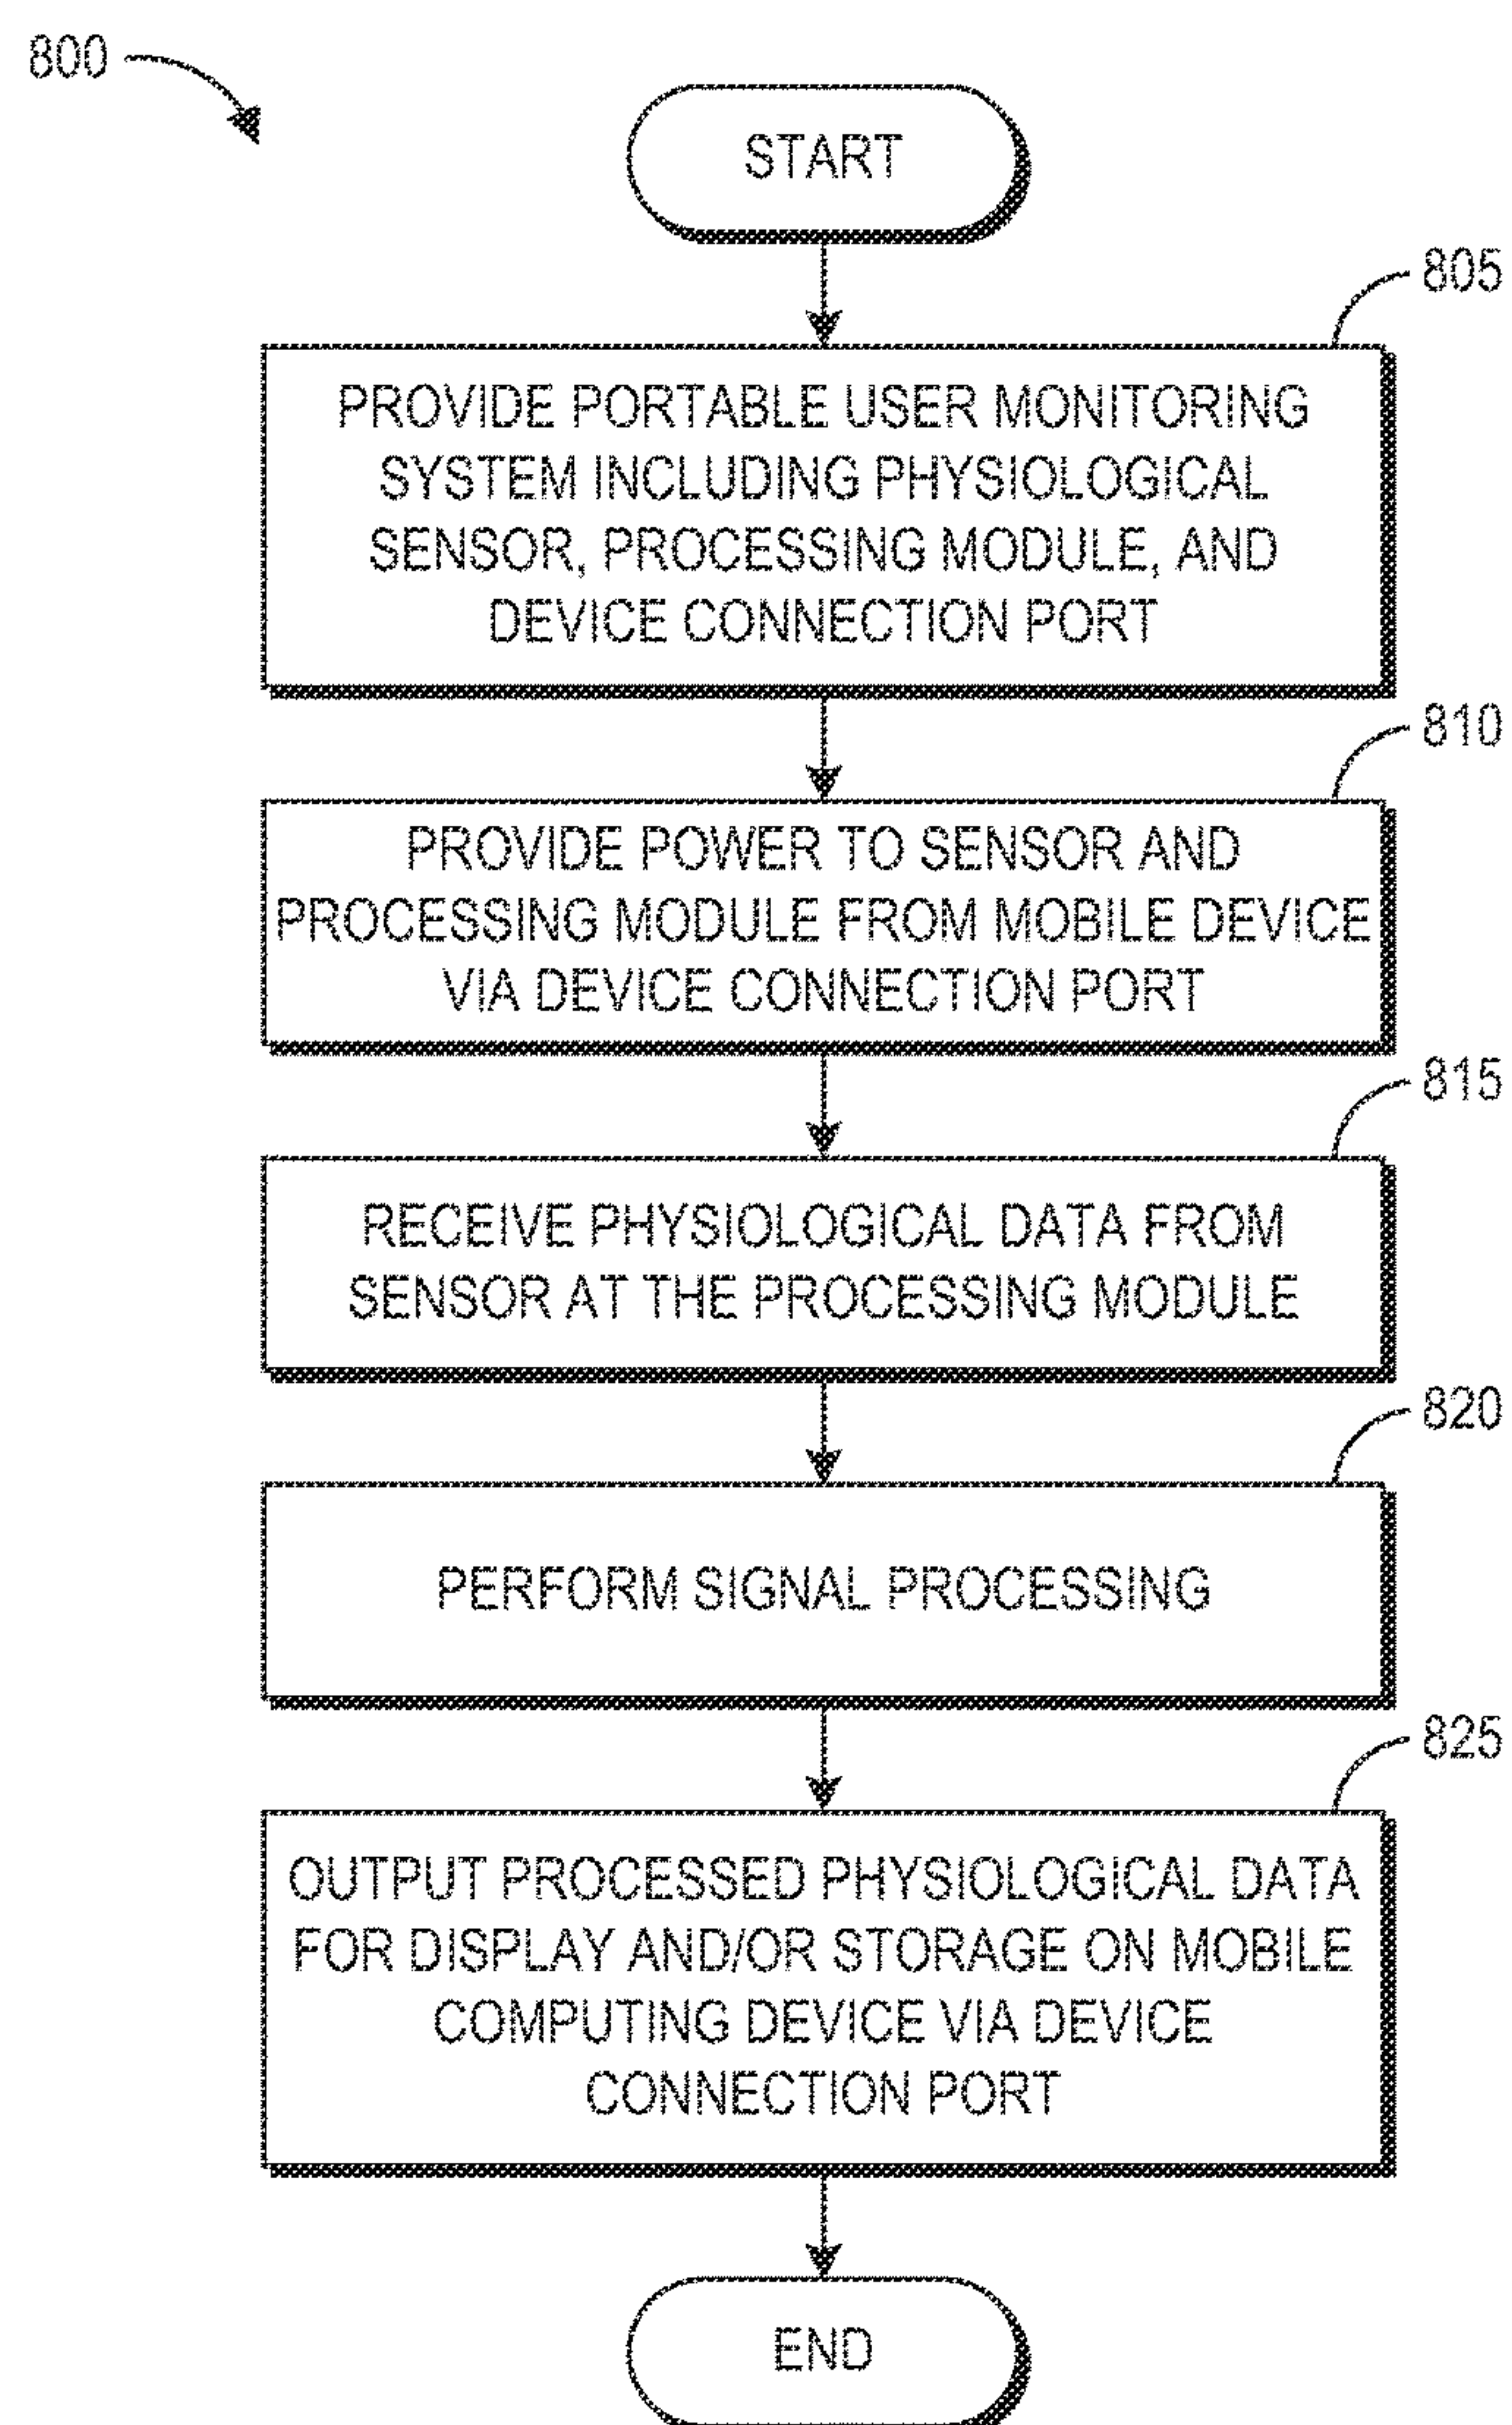 800
START
805
PROVIDE PORTABLE USER MONITORING
SYSTEM INCLUDING PHYSIOLOGICAL
SENSOR, PROCESSING MODULE, AND
DEVICE CONNECTION PORT
810
PROVIDE POWER TO SENSOR AND
PROCESSING MODULE FROM MOBILE DEVICE
VIA DEVICE CONNECTION PORT
815
RECEIVE PHYSIOLOGICAL DATA FROM
SENSOR AT THE PROCESSING MODULE
820
PERFORM SIGNAL PROCESSING
825
OUTPUT PROCESSED PHYSIOLOGICAL DATA
FOR DISPLAY AND/OR STORAGE ON MOBILE
COMPUTING DEVICE VIA DEVICE
CONNECTION PORT
END